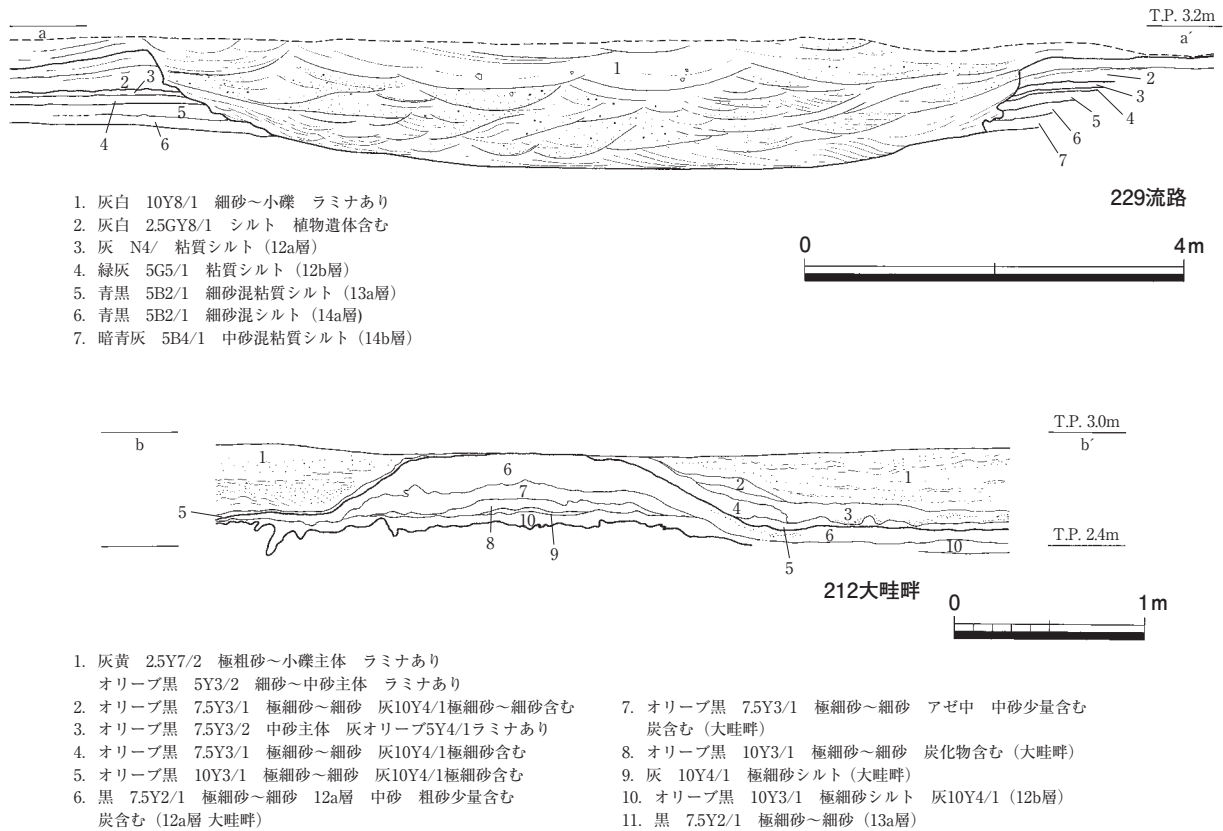 T.P. 3.2m
a
a´
1
2
3
5
4
6
2
3
4
5
6
7
229流路
1. 灰白 10Y8/1 細砂～小礫 ラミナあり
2. 灰白 2.5GY8/1 シルト 植物遺体含む
3. 灰 N4/ 粘質シルト（12a層）
4. 緑灰 5G5/1 粘質シルト（12b層）
5. 青黒 5B2/1 細砂混粘質シルト（13a層）
6. 青黒 5B2/1 細砂混シルト（14a層）
7. 暗青灰 5B4/1 中砂混粘質シルト（14b層）
0 4m
T.P. 3.0m
b
b´
1
6
2
1
7
4
3
5
10
6
10
8
9
5
T.P. 2.4m
212大畦畔
0 1m
1. 灰黄 2.5Y7/2 極粗砂～小礫主体 ラミナあり
オリーブ黒 5Y3/2 細砂～中砂主体 ラミナあり
2. オリーブ黒 7.5Y3/1 極細砂～細砂 灰10Y4/1極細砂～細砂含む
3. オリーブ黒 7.5Y3/2 中砂主体 灰オリーブ5Y4/1ラミナあり
4. オリーブ黒 7.5Y3/1 極細砂～細砂 灰10Y4/1極細砂含む
5. オリーブ黒 10Y3/1 極細砂～細砂 灰10Y4/1極細砂含む
6. 黒 7.5Y2/1 極細砂～細砂 12a層 中砂 粗砂少量含む
炭含む（12a層 大畦畔）
7. オリーブ黒 7.5Y3/1 極細砂～細砂 アゼ中 中砂少量含む
炭含む（大畦畔）
8. オリーブ黒 10Y3/1 極細砂～細砂 炭化物含む（大畦畔）
9. 灰 10Y4/1 極細砂シルト（大畦畔）
10. オリーブ黒 10Y3/1 極細砂シルト 灰10Y4/1（12b層）
11. 黒 7.5Y2/1 極細砂～細砂（13a層）